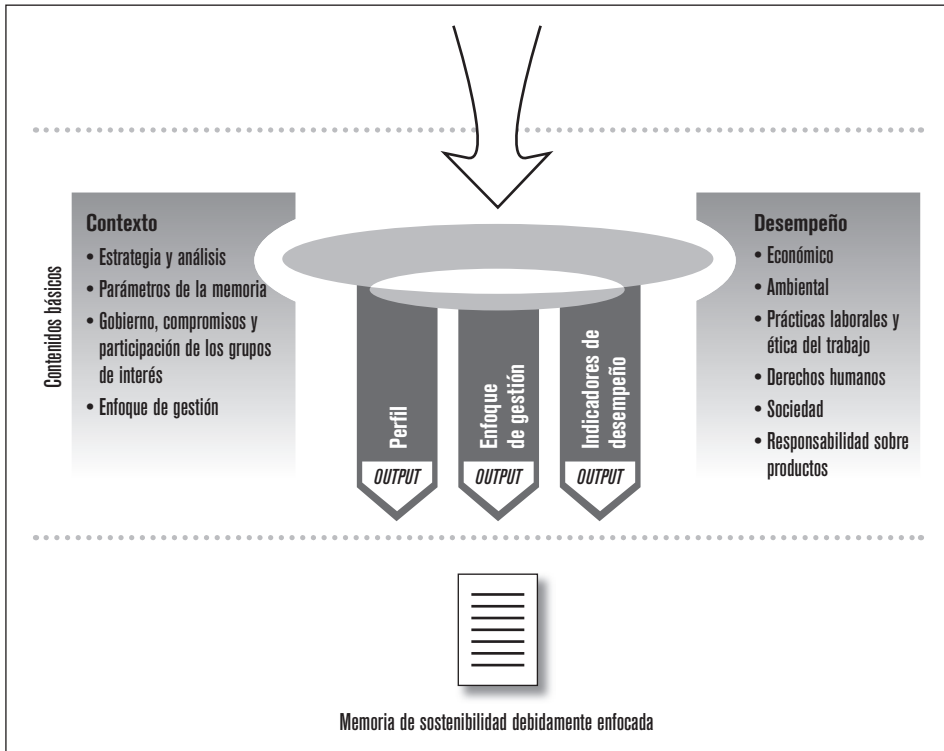 Contenidos básicos
Contexto
• Estrategia y análisis
• Parámetros de la memoria
• Gobierno, compromisos y
participación de los grupos
de interés
• Enfoque de gestión
Perfil
OUTPUT
Enfoque
de gestión
OUTPUT
Indicadores de
desempeño
OUTPUT
Desempeño
• Económico
• Ambiental
• Prácticas laborales y
ética del trabajo
• Derechos humanos
• Sociedad
• Responsabilidad sobre
productos
Memoria de sostenibilidad debidamente enfocada